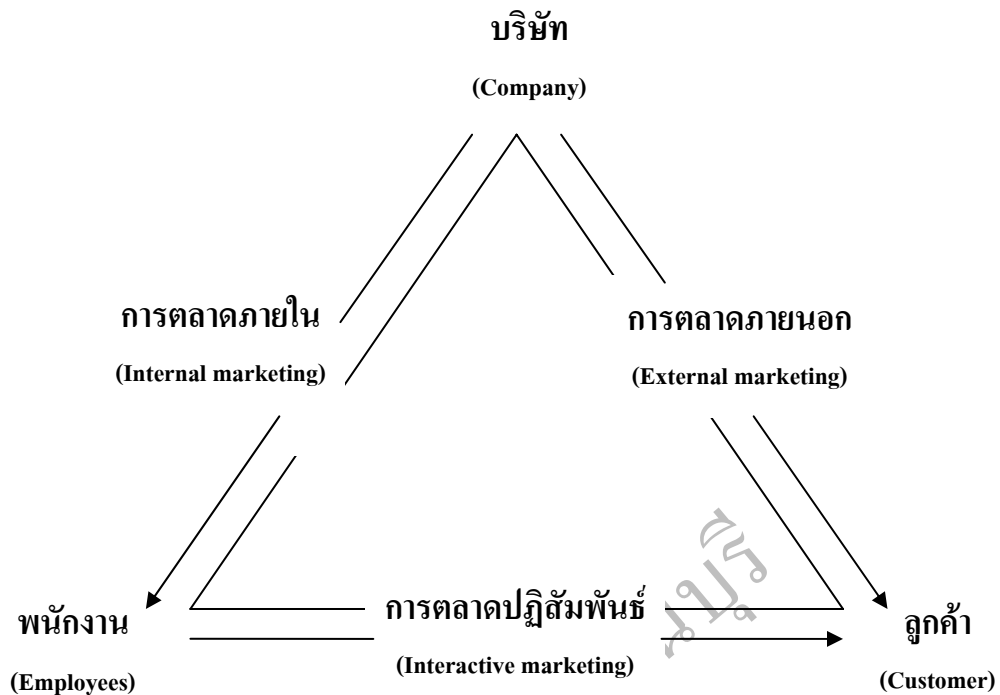 บริษัท
(Company)
การตลาดภายใน
(Internal marketing)
การตลาดภายนอก
(External marketing)
พนักงาน
(Employees)
การตลาดปฏิสัมพันธ์
(Interactive marketing)
ลูกค้า
(Customer)